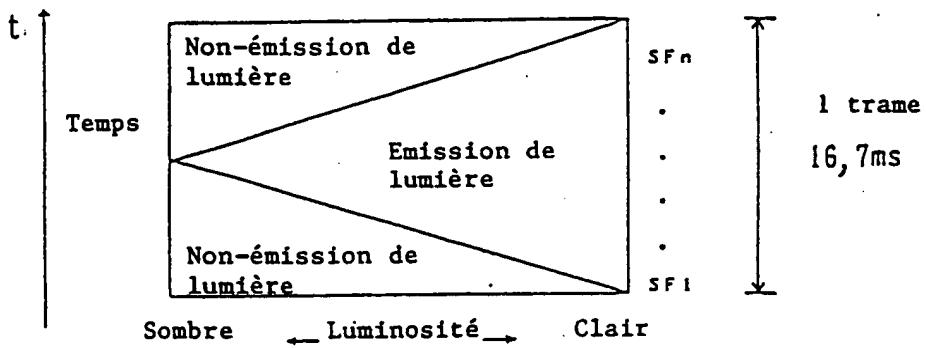 t.
Non-émission de
lumière
SFn
Temps
1 trame
16,7ms
Emission de
lumière
Non-émission de
lumière
SF1
Sombre
Luminosité
Clair